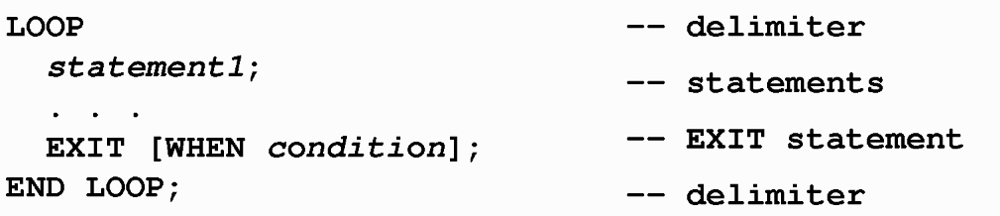 LOOP -- delimiter
statement1; -- statements
. . .
EXIT [WHEN condition]; -- EXIT statement
END LOOP; -- delimiter